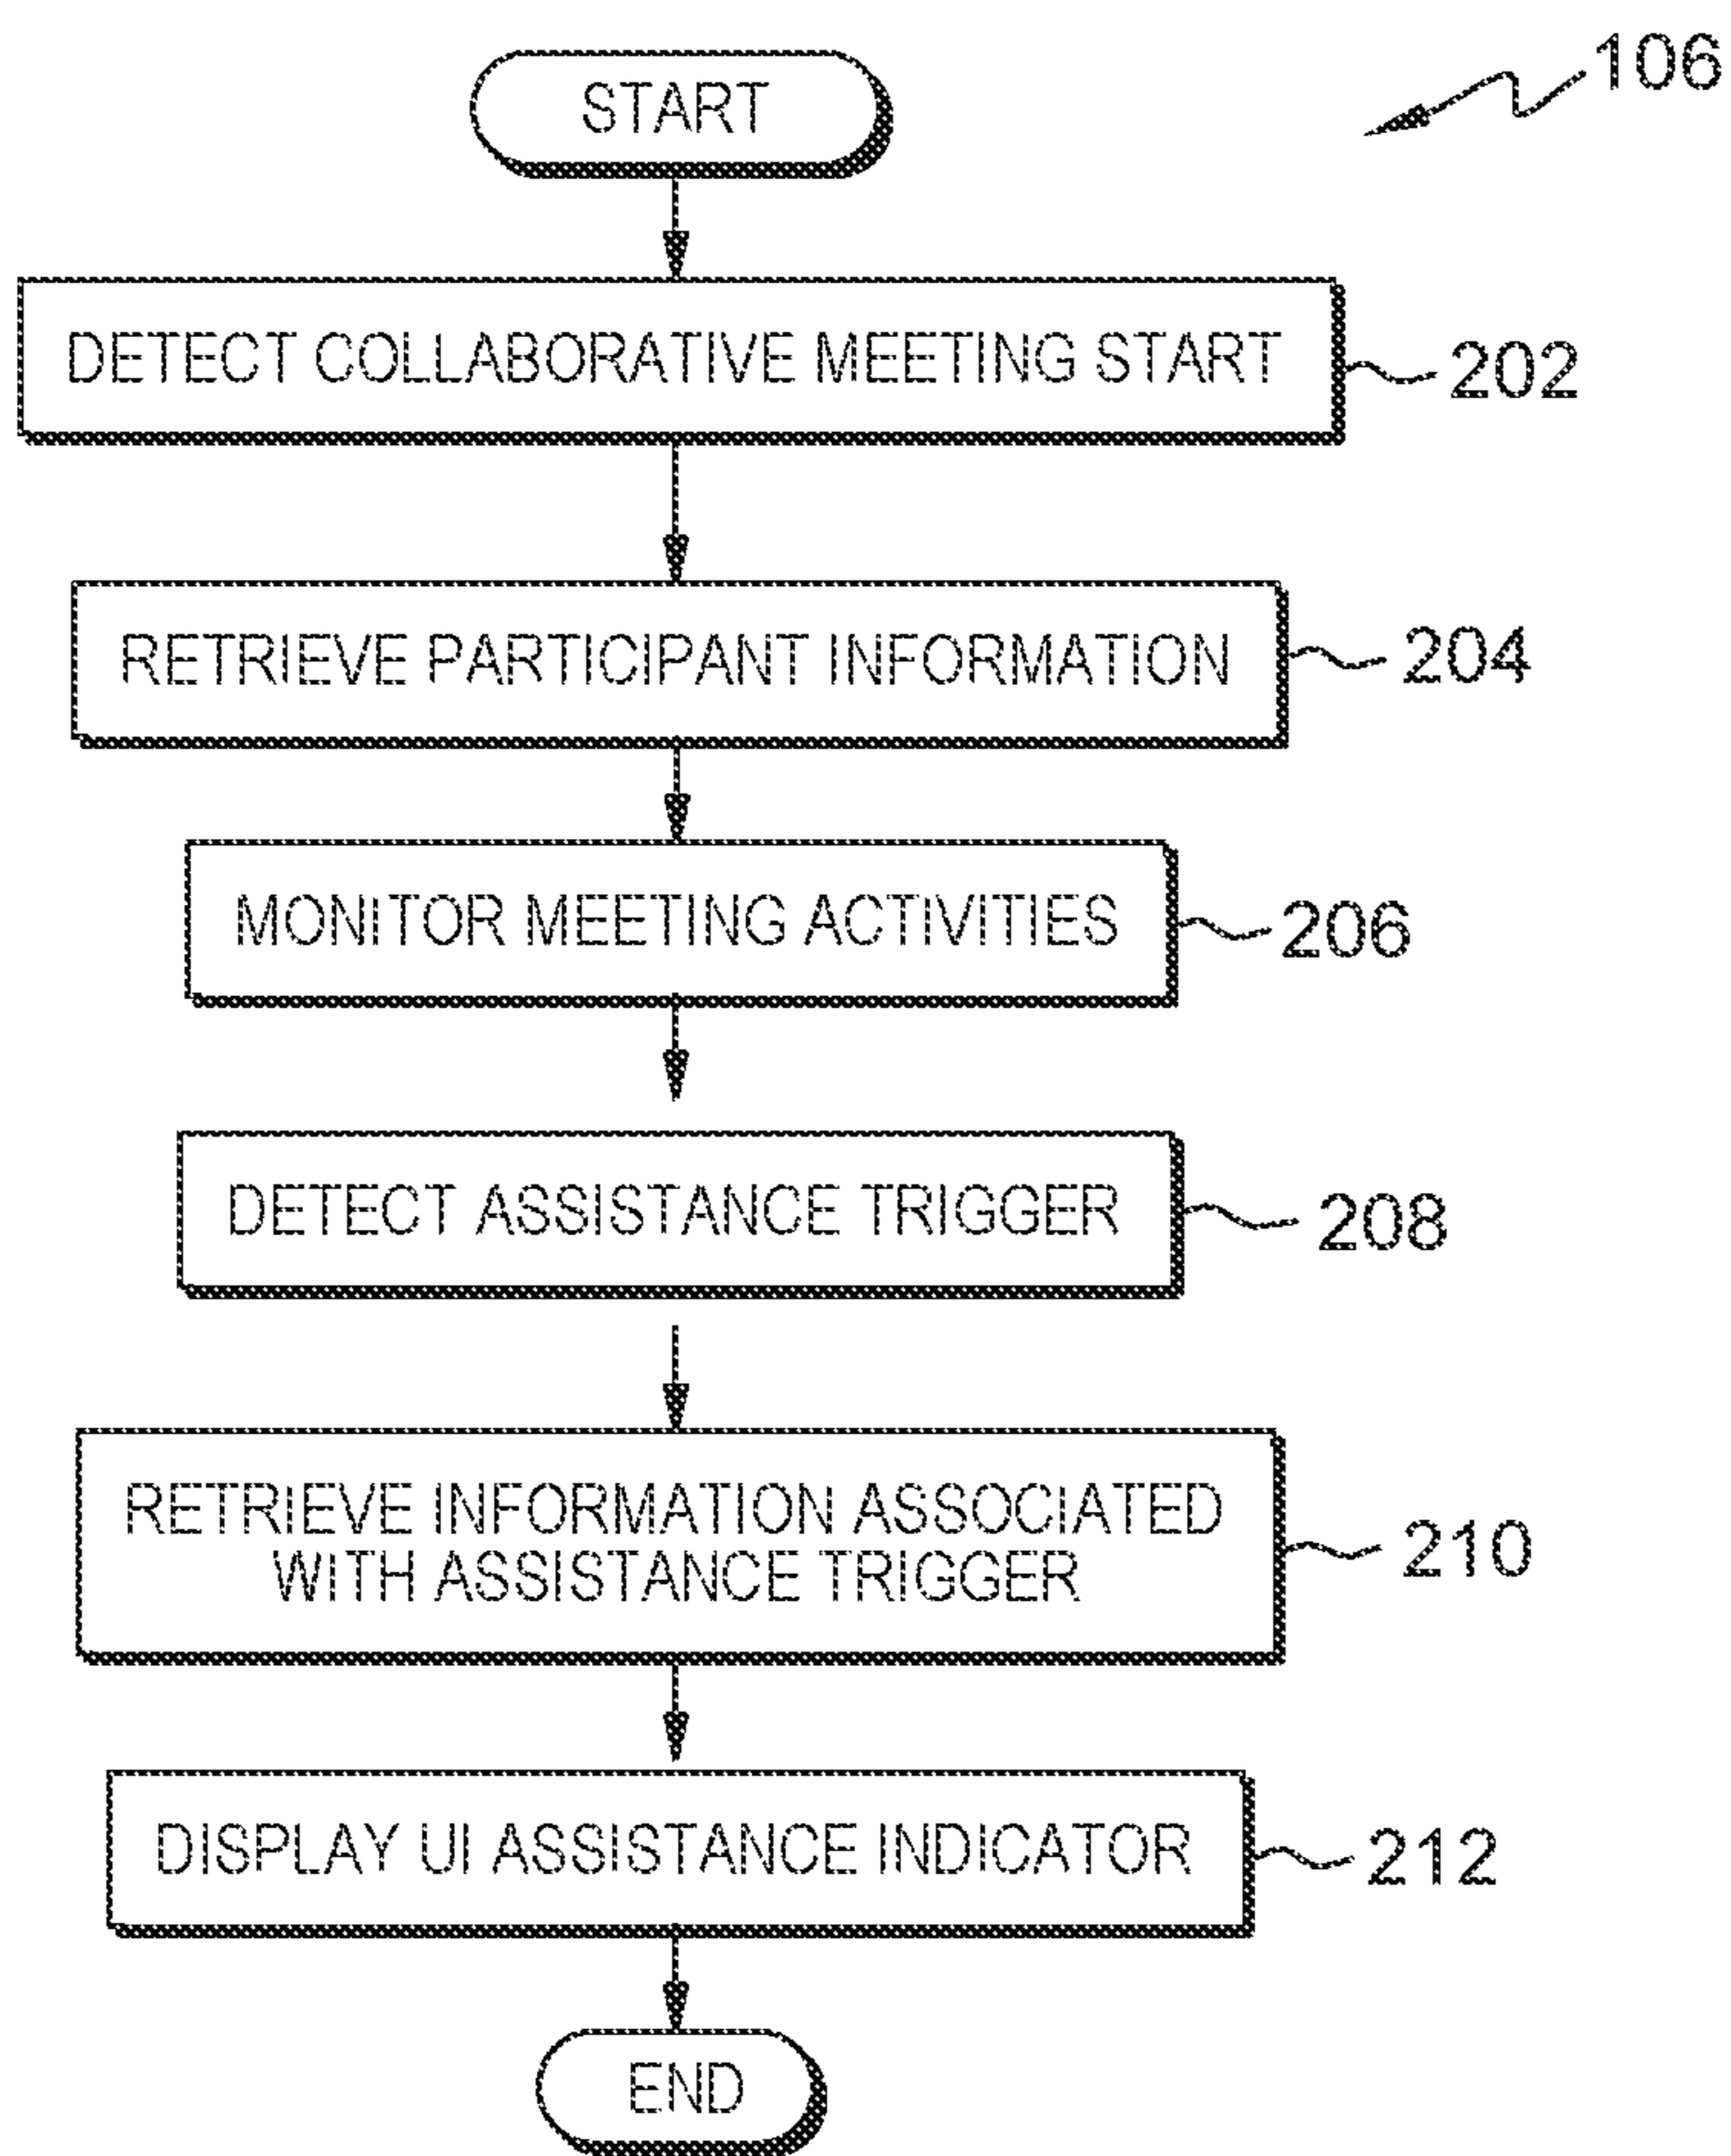 START
106
DETECT COLLABORATIVE MEETING START
202
RETRIEVE PARTICIPANT INFORMATION
204
MONITOR MEETING ACTIVITIES
206
DETECT ASSISTANCE TRIGGER
208
RETRIEVE INFORMATION ASSOCIATED
WITH ASSISTANCE TRIGGER
210
DISPLAY UI ASSISTANCE INDICATOR
212
END